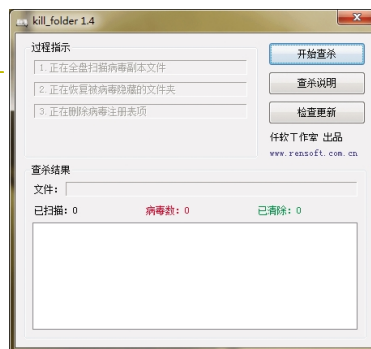 kill_folder 1.4
过程指示
1.正在全盘扫描病毒副本文件
2.正在恢复被病毒隐藏的文件夹
3.正在删除病毒注册表项
开始查杀
查杀说明
检查更新
仟软工作室 出品
www.rensoft.com.cn
查杀结果
文件：
已扫描：0 病毒数：0 已清除：0